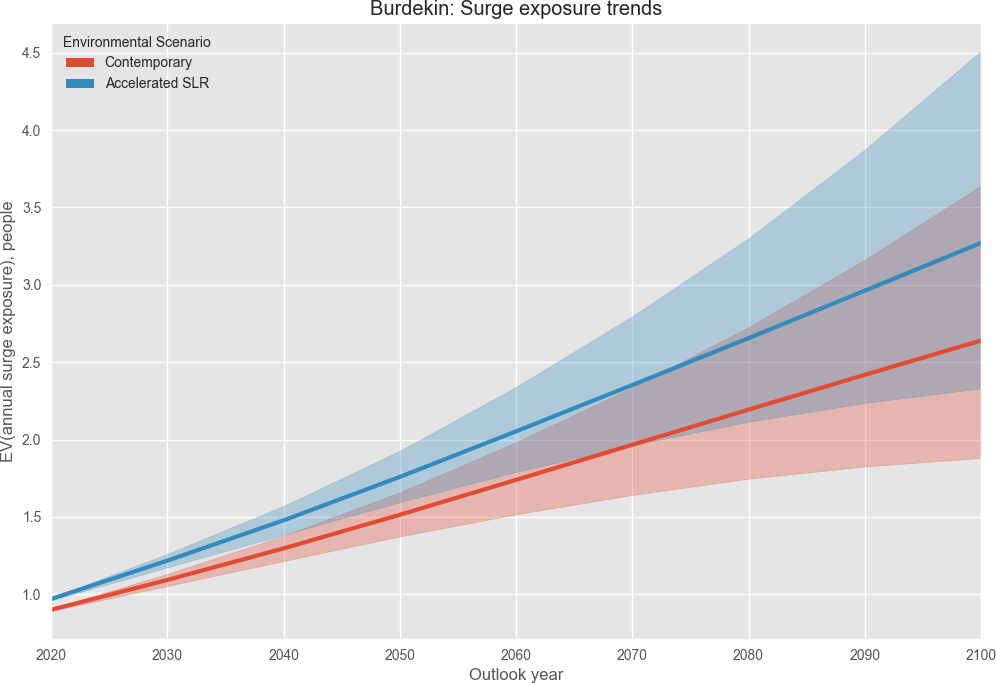 Burdekin: Surge exposure trends
Environmental Scenario
Contemporary
Accelerated SLR
EV(annual surge exposure), people
4.5
4.0
3.5
3.0
2.5
2.0
1.5
1.0
2020 2030 2040 2050 2060 2070 2080 2090 2100
Outlook year